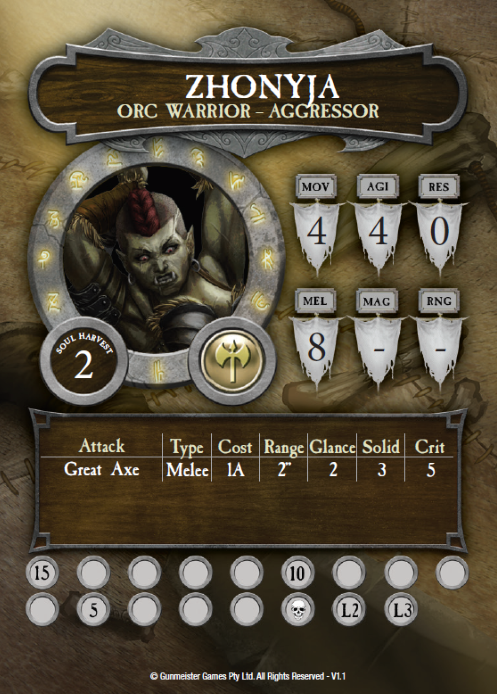 ZHONYJA
ORC WARRIOR – AGGRESSOR
MOV AGI RES
4 4 0
MEL MAG RNG
8 - -
SOUL HARVEST
2
Attack Type Cost Range Glance Solid Crit
Great Axe Melee 1A 2" 2 3 5
15 10
5 L2 L3
© Gunmeister Games Pty Ltd. All Rights Reserved - V1.1